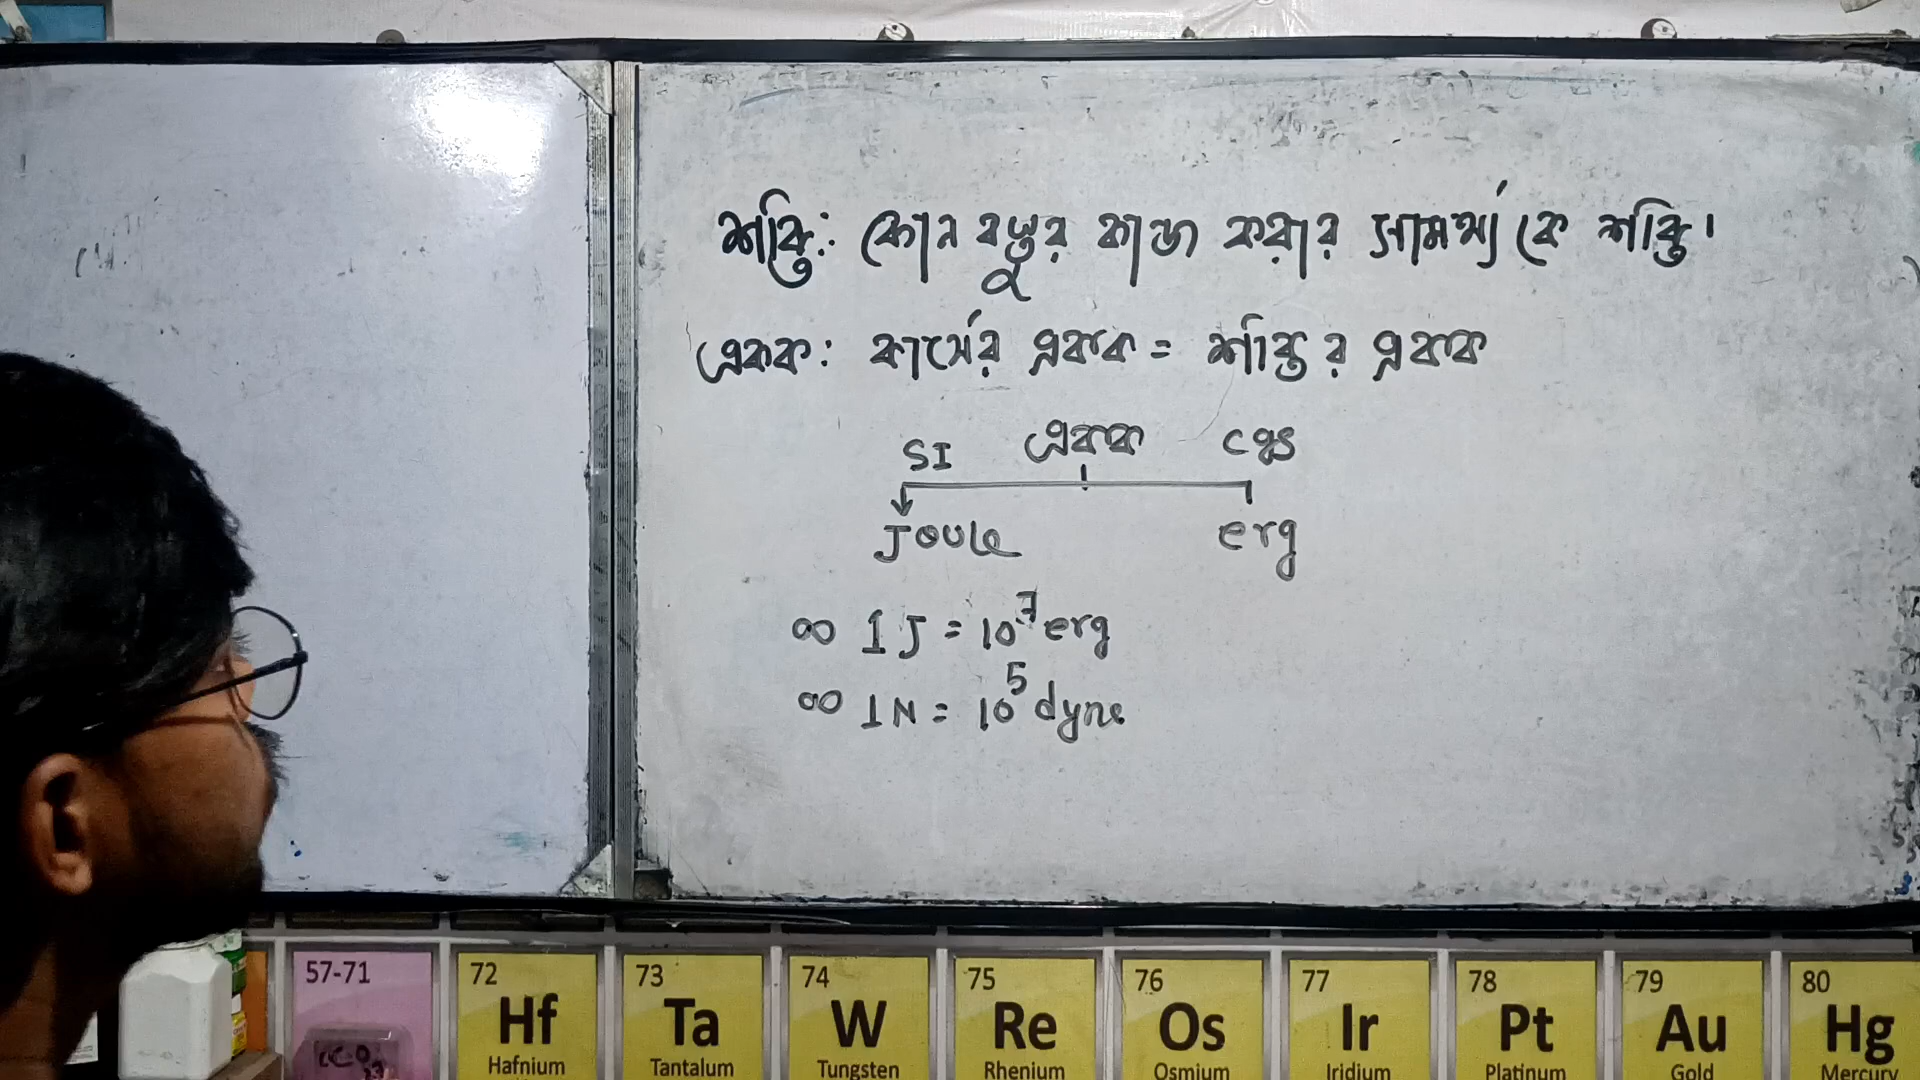 শক্তি: কোন বস্তুর কাজ করার সামর্থ্যকে শক্তি।
একক: কার্যের একক = শক্তির একক
SI একক cgs
Joule erg
∞ 1 J = 10⁷ erg
∞ 1 N = 10⁵ dyne
57-71 72 73 74 75 76 77 78 79 80
Hf Ta W Re Os Ir Pt Au Hg
Hafnium Tantalum Tungsten Rhenium Osmium Iridium Platinum Gold Mercury